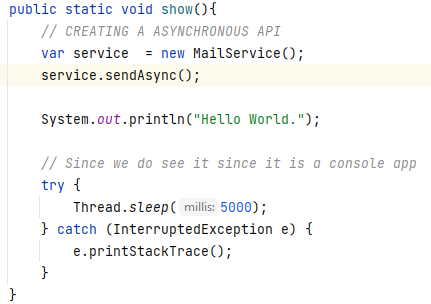 public static void show(){
// CREATING A ASYNCHRONOUS API
var service  = new MailService();
service.sendAsync();
System.out.println("Hello World.");
// Since we do see it since it is a console app
try {
Thread.sleep( millis: 5000);
} catch (InterruptedException e) {
e.printStackTrace();
}
}